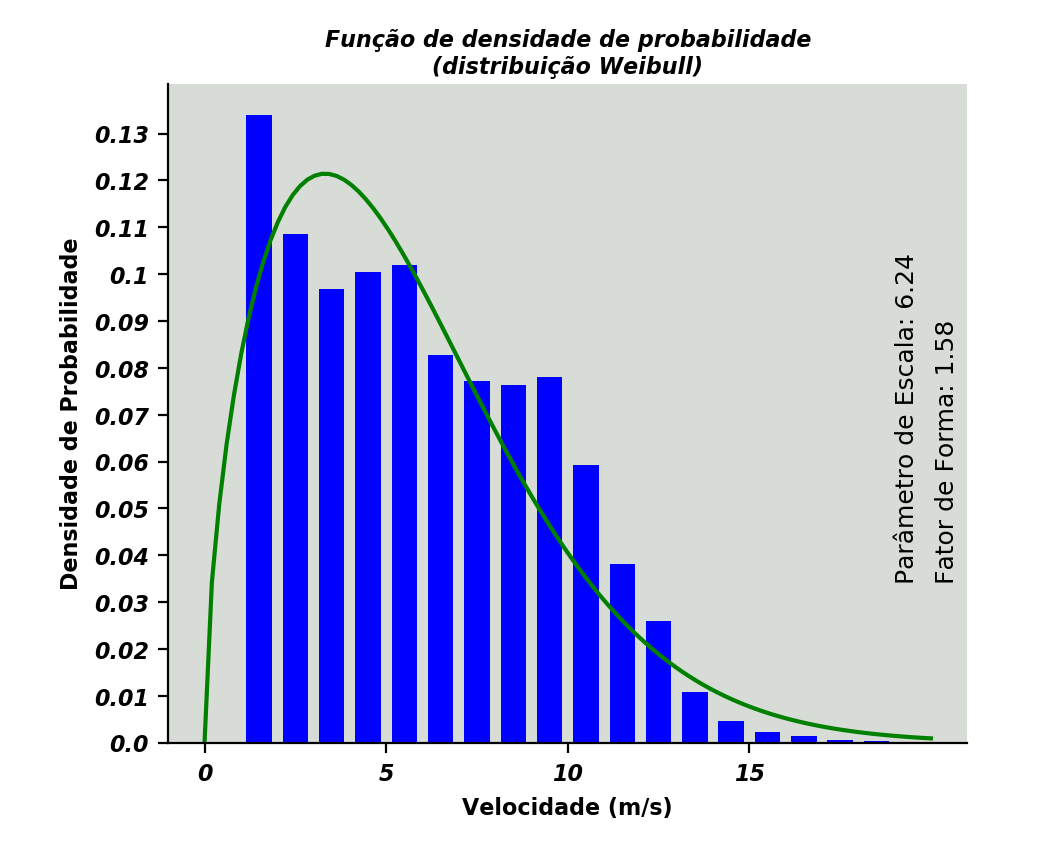 Função de densidade de probabilidade
(distribuição Weibull)
Densidade de Probabilidade
0.13
0.12
0.11
0.1
0.09
0.08
0.07
0.06
0.05
0.04
0.03
0.02
0.01
0.0
0 5 10 15
Velocidade (m/s)
Parâmetro de Escala: 6.24
Fator de Forma: 1.58